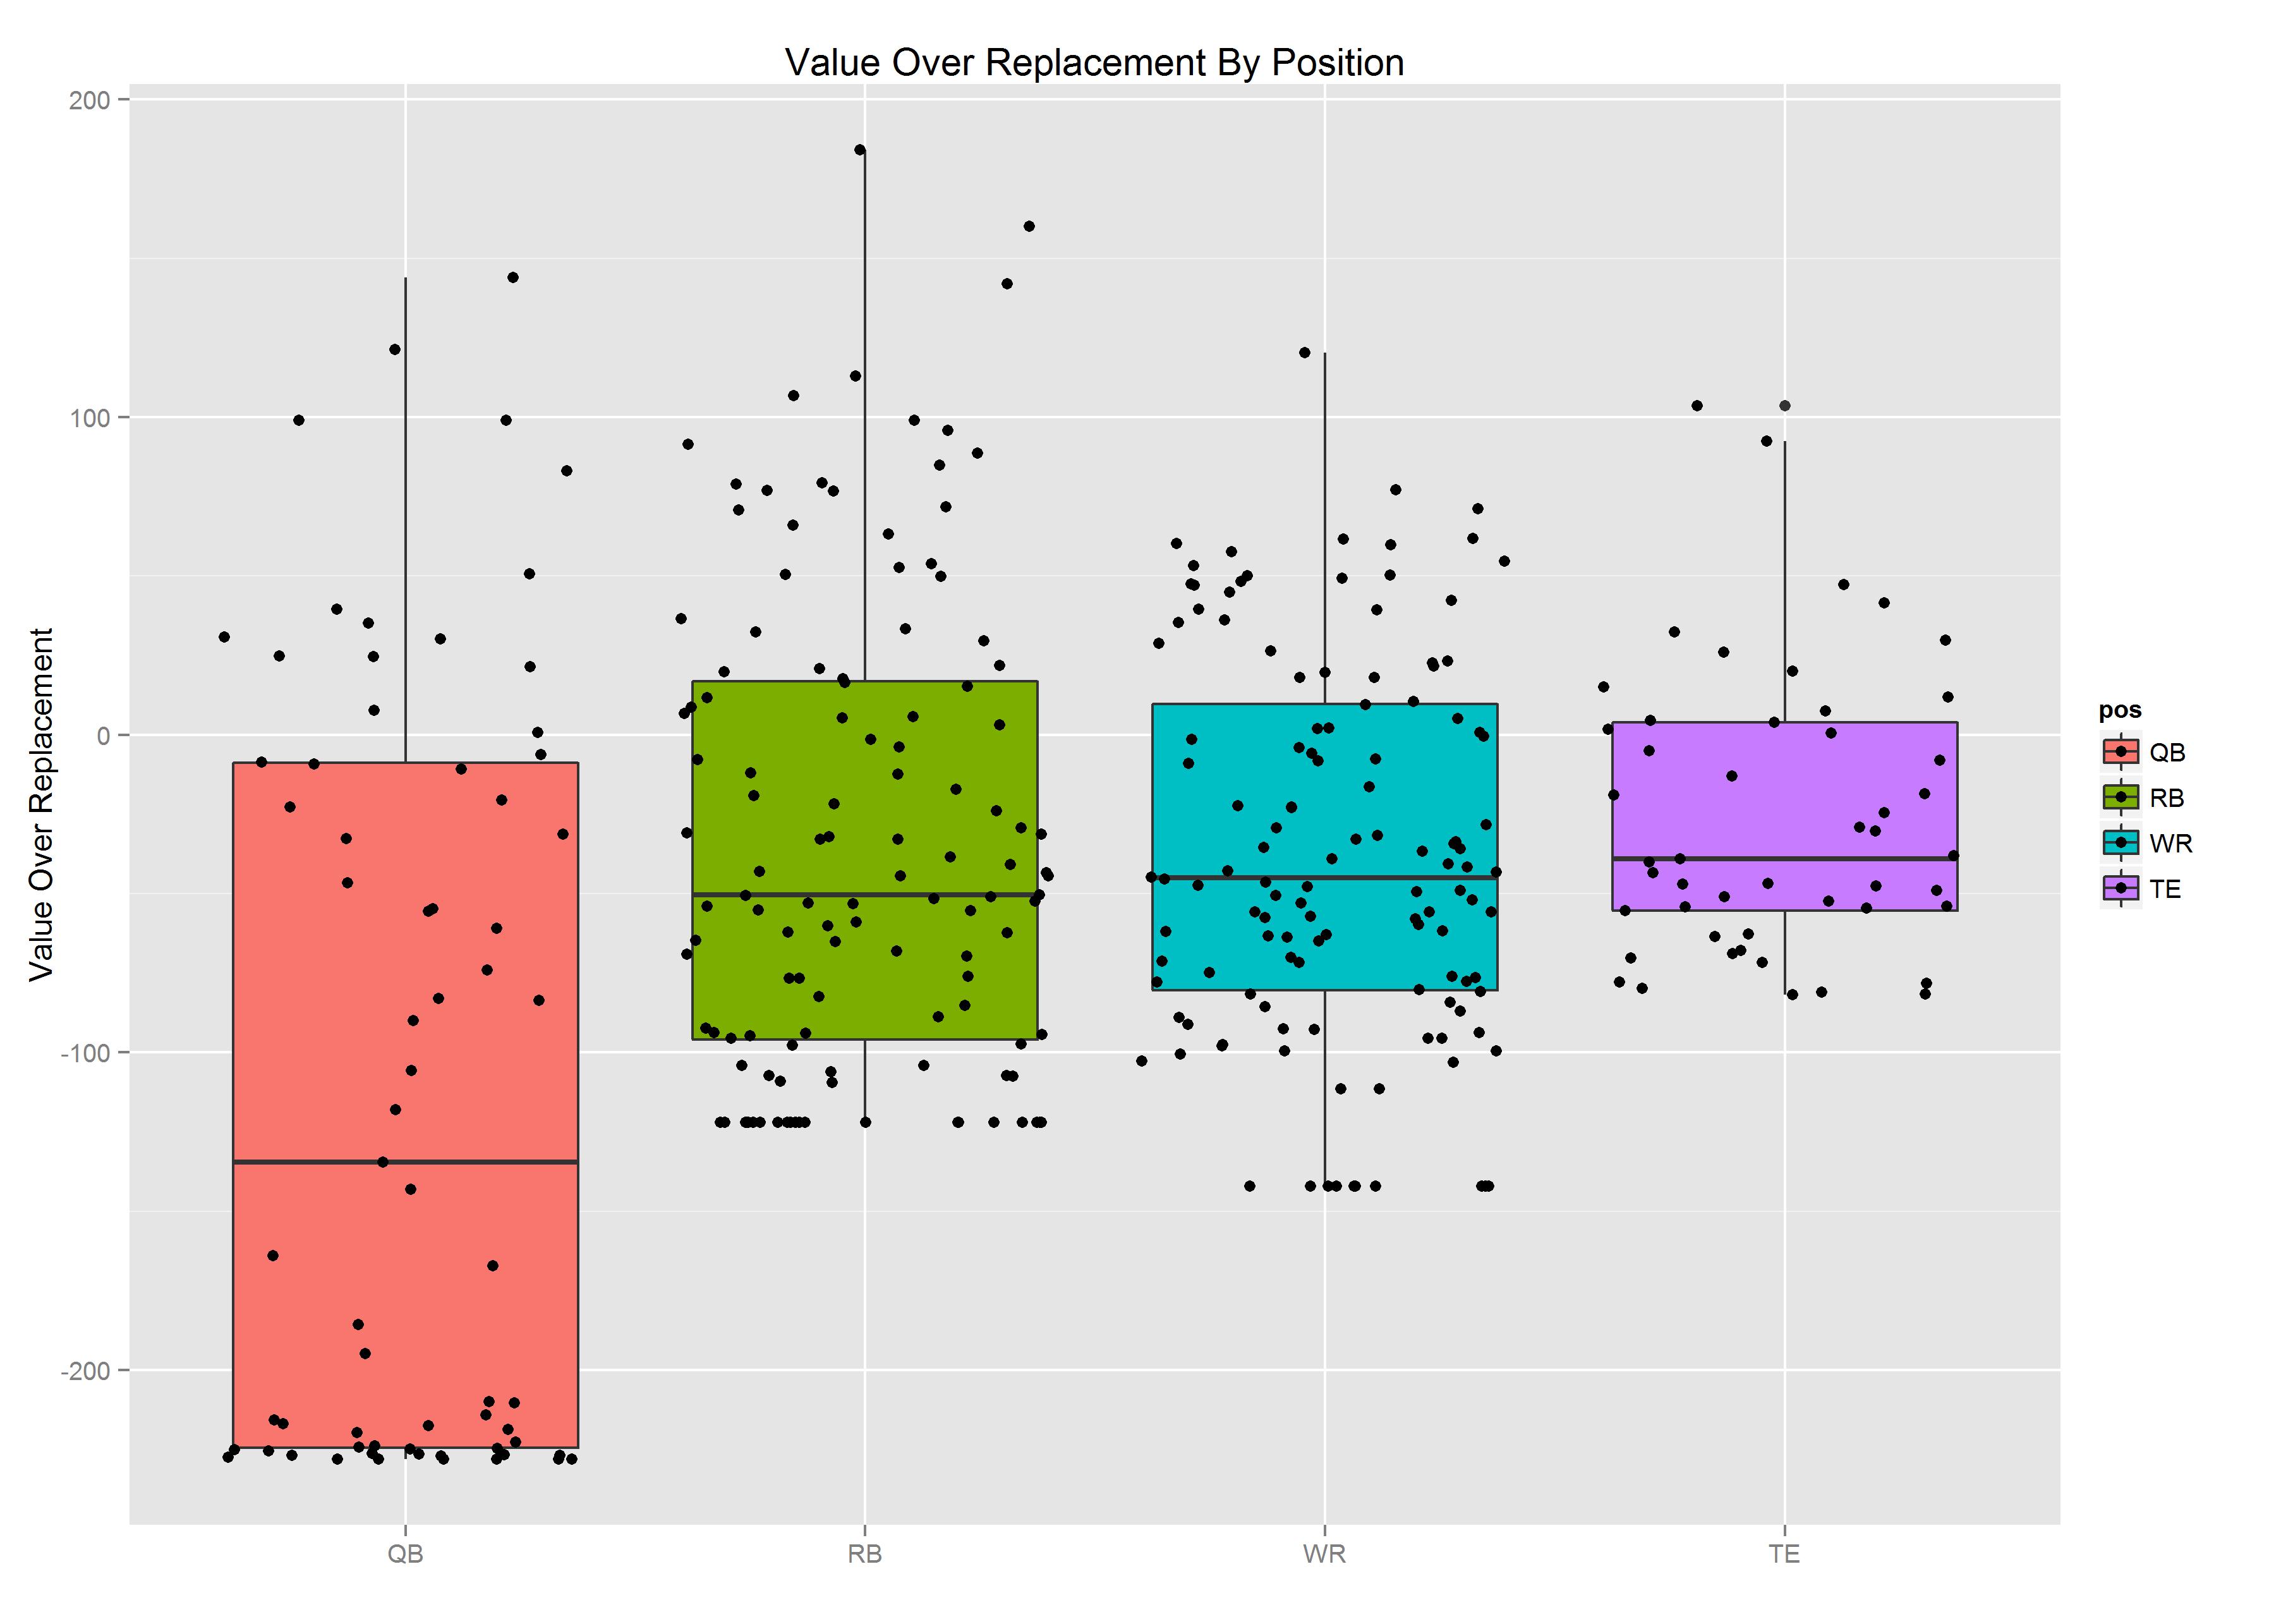 Value Over Replacement By Position
Value Over Replacement
200
100
0
-100
-200
QB
RB
WR
TE
pos
QB
RB
WR
TE